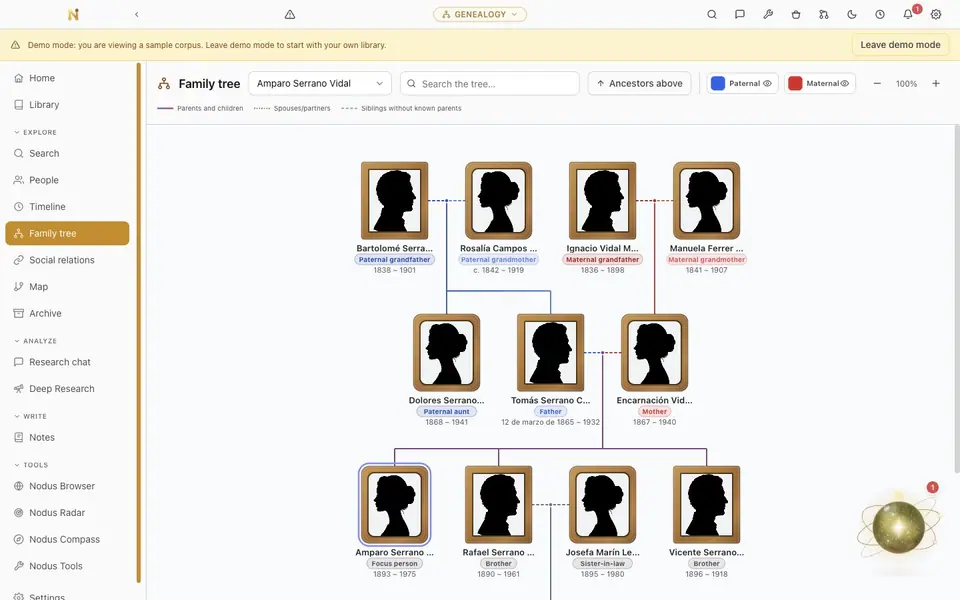 N
GENEALOGY
1
Demo mode: you are viewing a sample corpus. Leave demo mode to start with your own library.
Leave demo mode
Home
Library
EXPLORE
Search
People
Timeline
Family tree
Social relations
Map
Archive
ANALYZE
Research chat
Deep Research
WRITE
Notes
TOOLS
Nodus Browser
Nodus Radar
Nodus Compass
Nodus Tools
Settings
Family tree
Amparo Serrano Vidal
Search the tree...
Ancestors above
Paternal
Maternal
100%
Parents and children
Spouses/partners
Siblings without known parents
Bartolomé Serra...
Paternal grandfather
1838 – 1901
Rosalía Campos ...
Paternal grandmother
c. 1842 – 1919
Ignacio Vidal M...
Maternal grandfather
1836 – 1898
Manuela Ferrer ...
Maternal grandmother
1841 – 1907
Dolores Serrano...
Paternal aunt
1868 – 1941
Tomás Serrano C...
Father
12 de marzo de 1865 – 1932
Encarnación Vid...
Mother
1867 – 1940
Amparo Serrano ...
Focus person
1893 – 1975
Rafael Serrano ...
Brother
1890 – 1961
Josefa Marín Le...
Sister-in-law
1895 – 1980
Vicente Serrano...
Brother
1896 – 1918
1